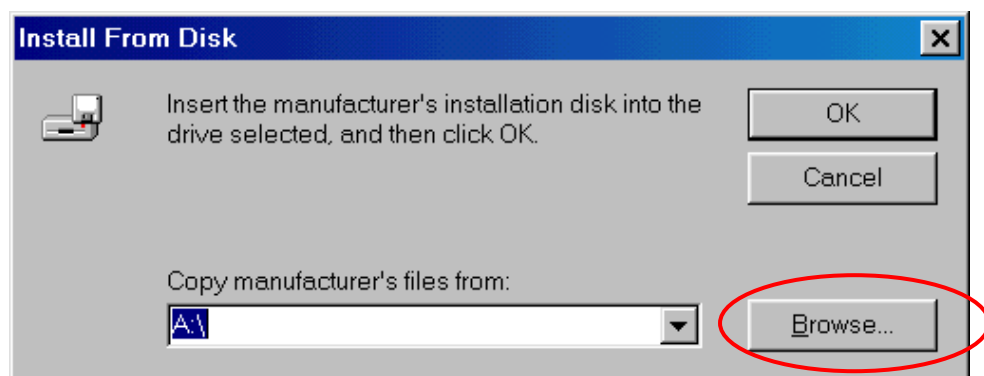 Install From Disk
Insert the manufacturer's installation disk into the
drive selected, and then click OK.
OK
Cancel
Copy manufacturer's files from:
A:\
Browse...